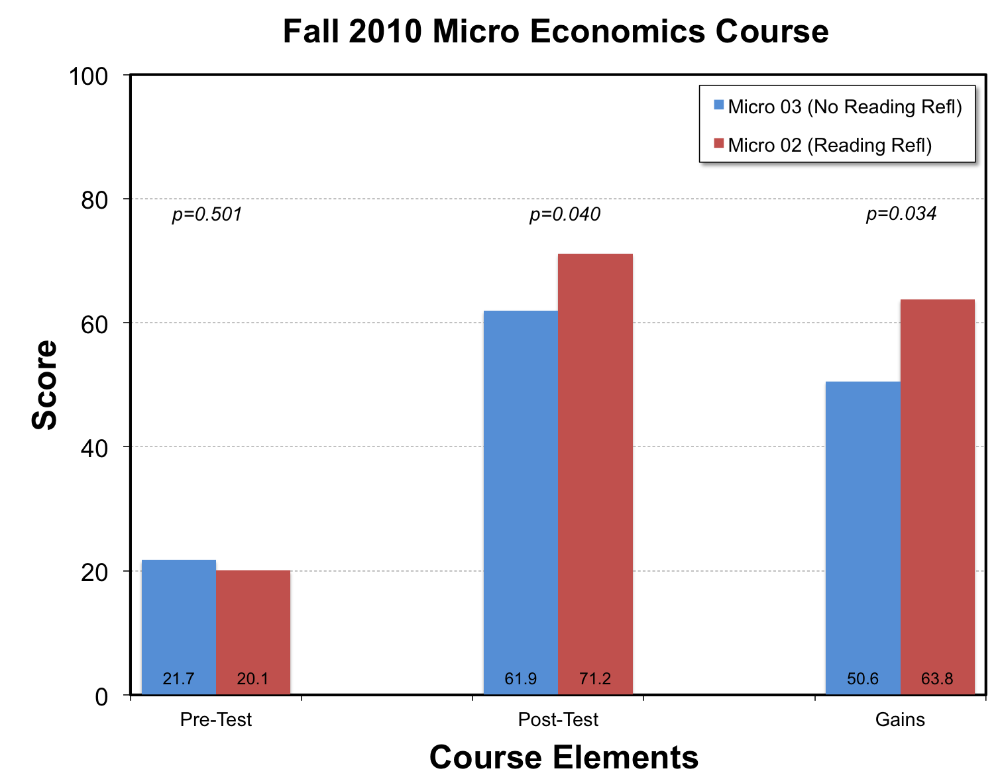 Fall 2010 Micro Economics Course
100
80
60
40
20
0
Score
Micro 03 (No Reading Refl)
Micro 02 (Reading Refl)
p=0.501
p=0.040
p=0.034
21.7
20.1
61.9
71.2
50.6
63.8
Pre-Test
Post-Test
Gains
Course Elements